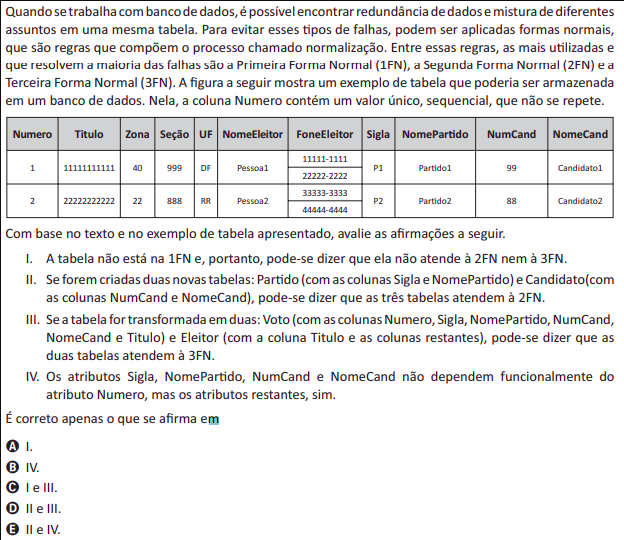 Quando se trabalha com banco de dados, é possível encontrar redundância de dados e mistura de diferentes
assuntos em uma mesma tabela. Para evitar esses tipos de falhas, podem ser aplicadas formas normais,
que são regras que compõem o processo chamado normalização. Entre essas regras, as mais utilizadas e
que resolvem a maioria das falhas são a Primeira Forma Normal (1FN), a Segunda Forma Normal (2FN) e a
Terceira Forma Normal (3FN). A figura a seguir mostra um exemplo de tabela que poderia ser armazenada
em um banco de dados. Nela, a coluna Numero contém um valor único, sequencial, que não se repete.
Numero Titulo Zona Seção UF NomeEleitor FoneEleitor Sigla NomePartido NumCand NomeCand
1 11111111111 40 999 DF Pessoa1 11111-1111 P1 Partido1 99 Candidato1
22222-2222
2 22222222222 22 888 RR Pessoa2 33333-3333 P2 Partido2 88 Candidato2
44444-4444
Com base no texto e no exemplo de tabela apresentado, avalie as afirmações a seguir.
I. A tabela não está na 1FN e, portanto, pode-se dizer que ela não atende à 2FN nem à 3FN.
II. Se forem criadas duas novas tabelas: Partido (com as colunas Sigla e NomePartido) e Candidato(com
as colunas NumCand e NomeCand), pode-se dizer que as três tabelas atendem à 2FN.
III. Se a tabela for transformada em duas: Voto (com as colunas Numero, Sigla, NomePartido, NumCand,
NomeCand e Titulo) e Eleitor (com a coluna Titulo e as colunas restantes), pode-se dizer que as
duas tabelas atendem à 3FN.
IV. Os atributos Sigla, NomePartido, NumCand e NomeCand não dependem funcionalmente do
atributo Numero, mas os atributos restantes, sim.
É correto apenas o que se afirma em
A I.
B IV.
C I e III.
D II e III.
E II e IV.